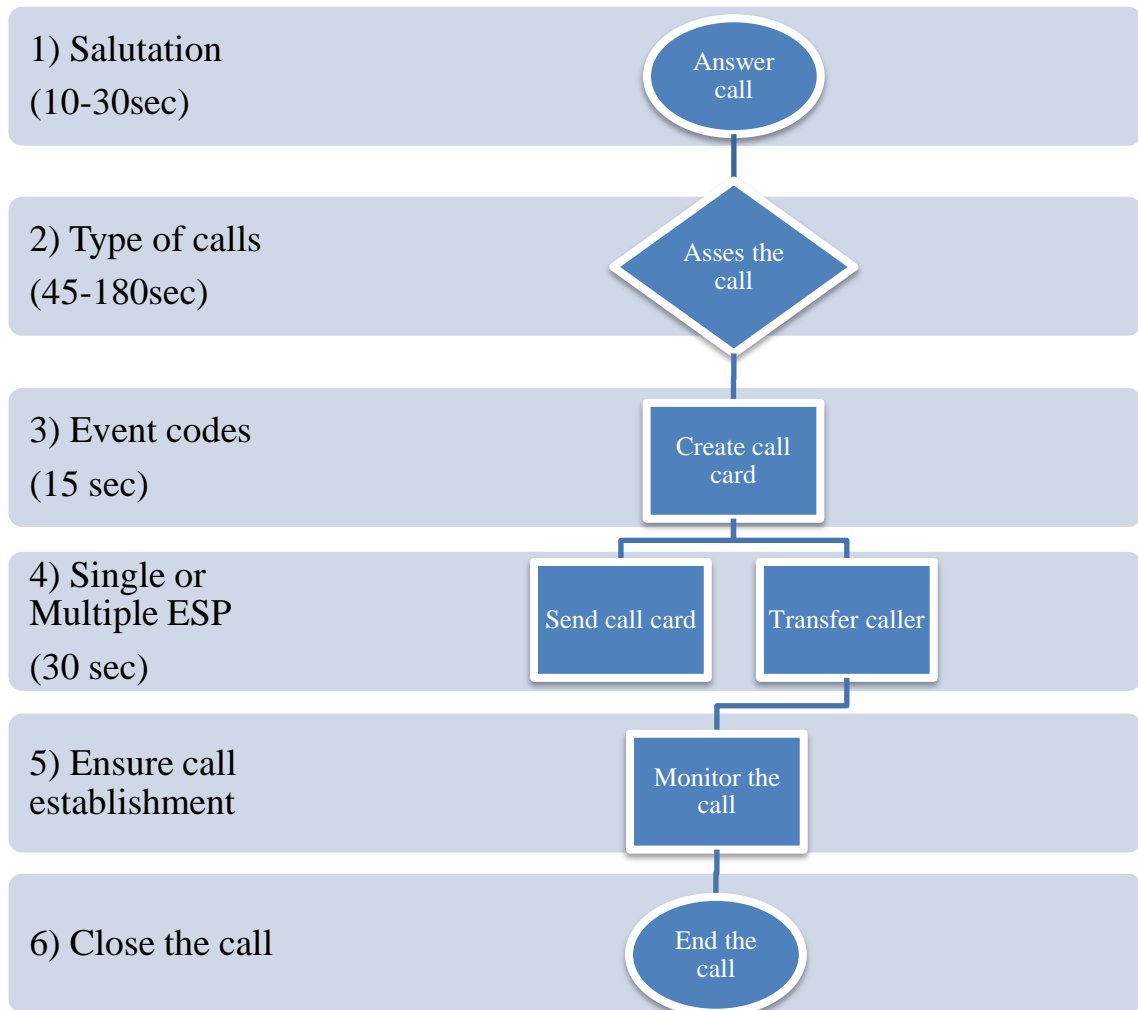 1) Salutation
(10-30sec)
Answer
call
2) Type of calls
(45-180sec)
Asses the
call
3) Event codes
(15 sec)
Create call
card
4) Single or
Multiple ESP
(30 sec)
Send call card
Transfer caller
5) Ensure call
establishment
Monitor the
call
6) Close the call
End the
call